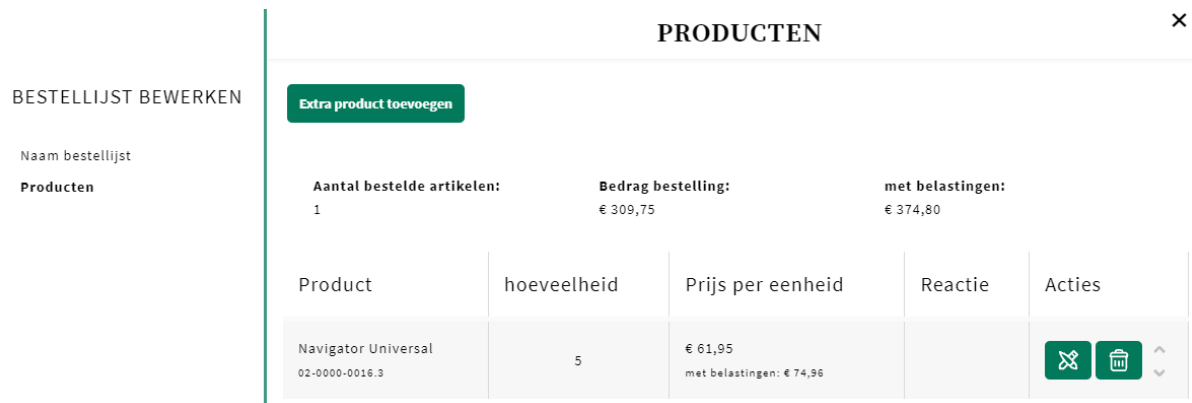 PRODUCTEN
BESTELLIJST BEWERKEN
Naam bestellijst
Producten
Extra product toevoegen
Aantal bestelde artikelen: Bedrag bestelling: met belastingen:
1 € 309,75 € 374,80
Product hoeveelheid Prijs per eenheid Reactie Acties
Navigator Universal 5 € 61,95
02-0000-0016.3 met belastingen: € 74,96